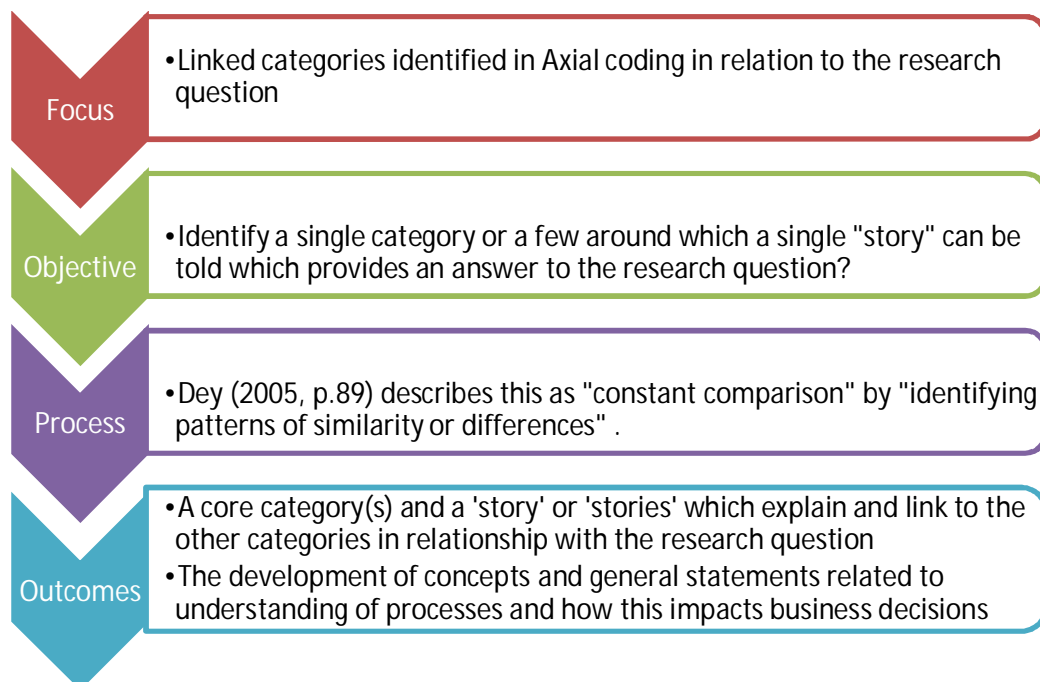 Focus
•Linked categories identified in Axial coding in relation to the research
question
Objective
•Identify a single category or a few around which a single "story" can be
told which provides an answer to the research question?
Process
•Dey (2005, p.89) describes this as "constant comparison" by "identifying
patterns of similarity or differences" .
Outcomes
•A core category(s) and a 'story' or 'stories' which explain and link to the
other categories in relationship with the research question
•The development of concepts and general statements related to
understanding of processes and how this impacts business decisions